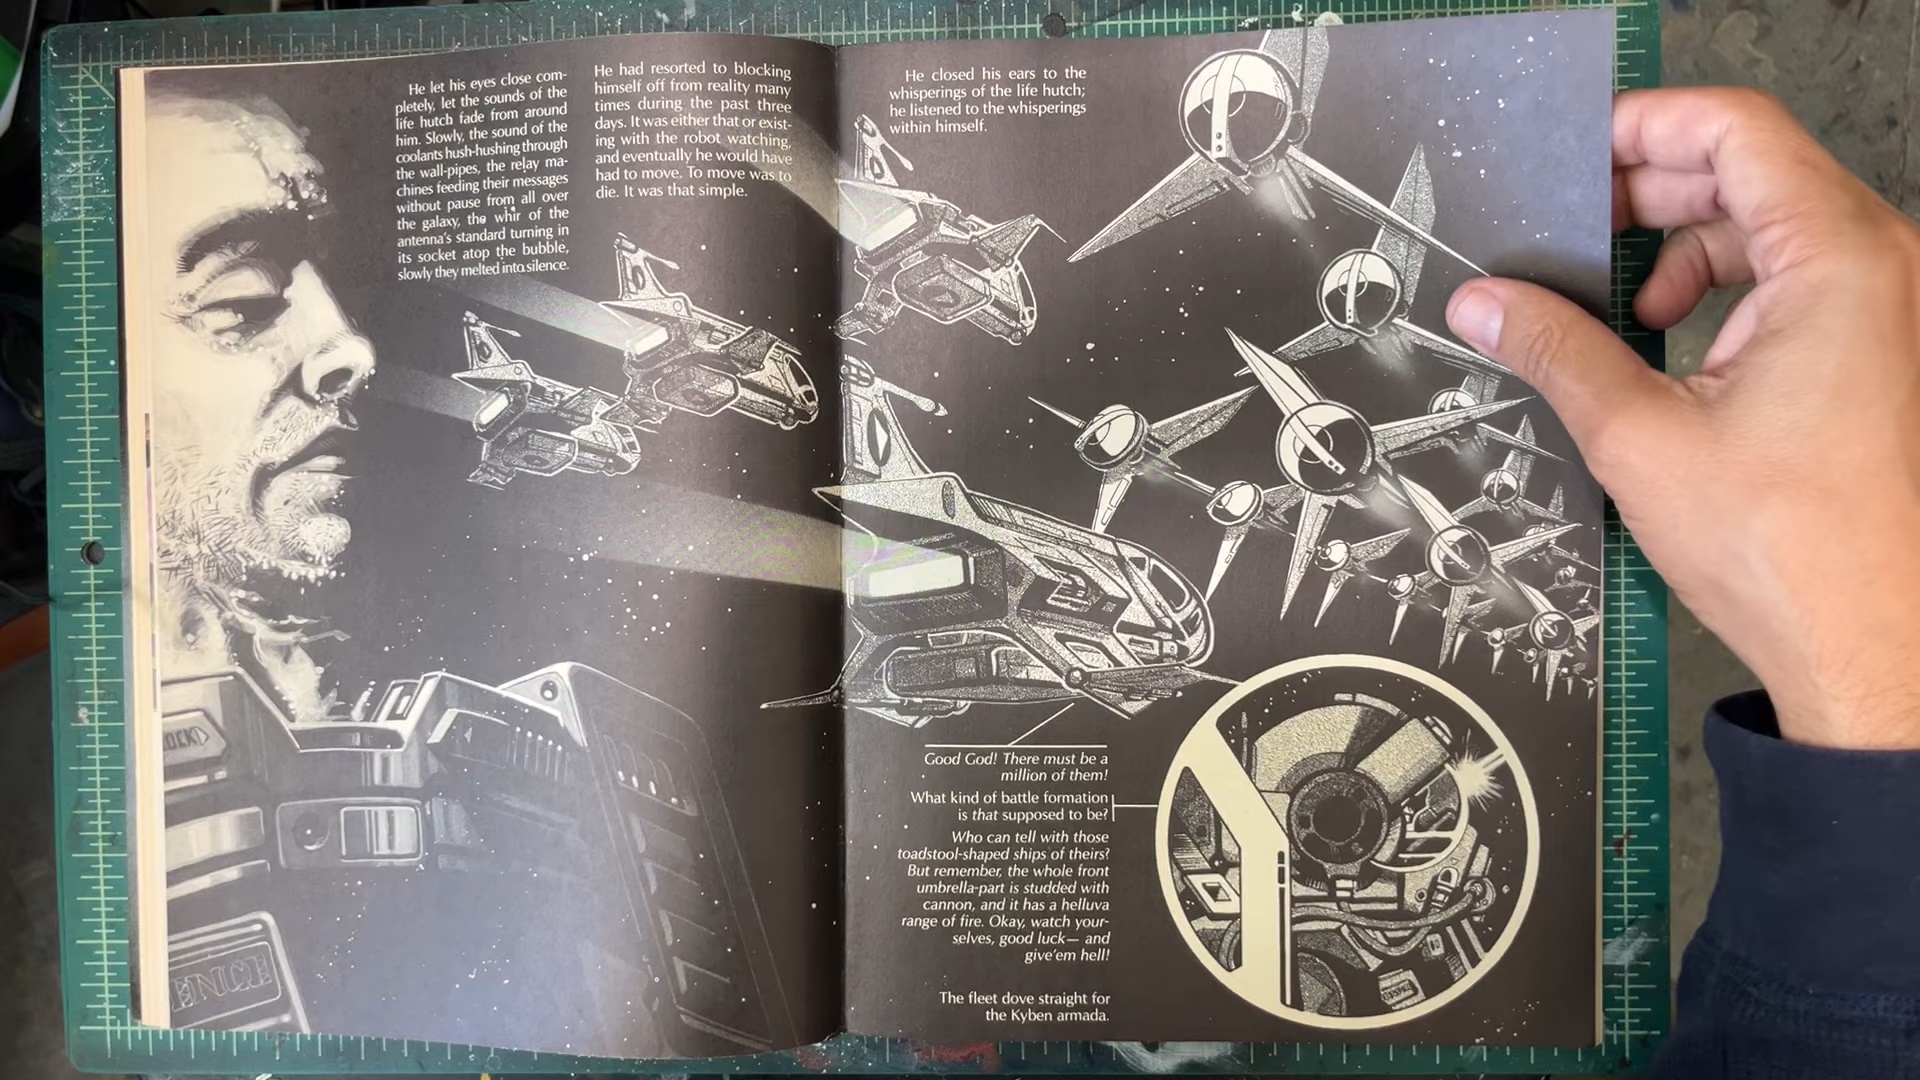 He let his eyes close com-
pletely, let the sounds of the
life hutch fade from around
him. Slowly, the sound of the
coolants hush-hushing through
the wall-pipes, the relay ma-
chines feeding their messages
without pause from all over
the galaxy, the whir of the
antenna's standard turning in
its socket atop the bubble,
slowly they melted into silence.
He had resorted to blocking
himself off from reality many
times during the past three
days. It was either that or exist-
ing with the robot watching,
and eventually he would have
had to move. To move was to
die. It was that simple.
He closed his ears to the
whisperings of the life hutch;
he listened to the whisperings
within himself.
Good God! There must be a
million of them!
What kind of battle formation
is that supposed to be?
Who can tell with those
toadstool-shaped ships of theirs?
But remember, the whole front
umbrella-part is studded with
cannon, and it has a helluva
range of fire. Okay, watch your-
selves, good luck— and
give'em hell!
The fleet dove straight for
the Kyben armada.
OCK
ENCE